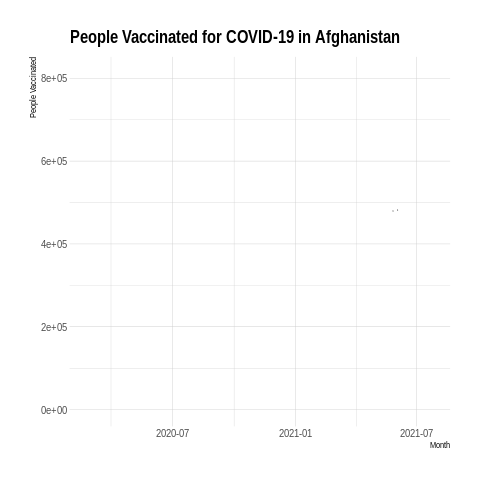 People Vaccinated for COVID-19 in Afghanistan
People Vaccinated
8e+05
6e+05
4e+05
2e+05
0e+00
2020-07 2021-01 2021-07
Month